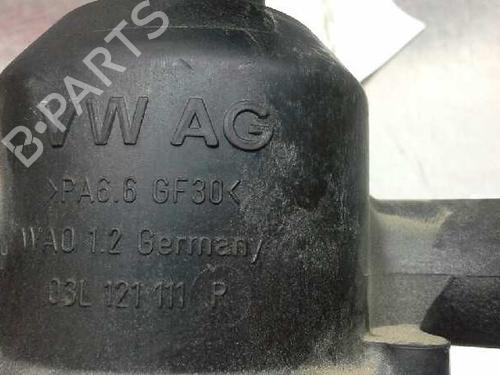 VW AG
>PA6.6 GF30<
WAO 1.2 Germany
03L 121 111 R
B-PARTS